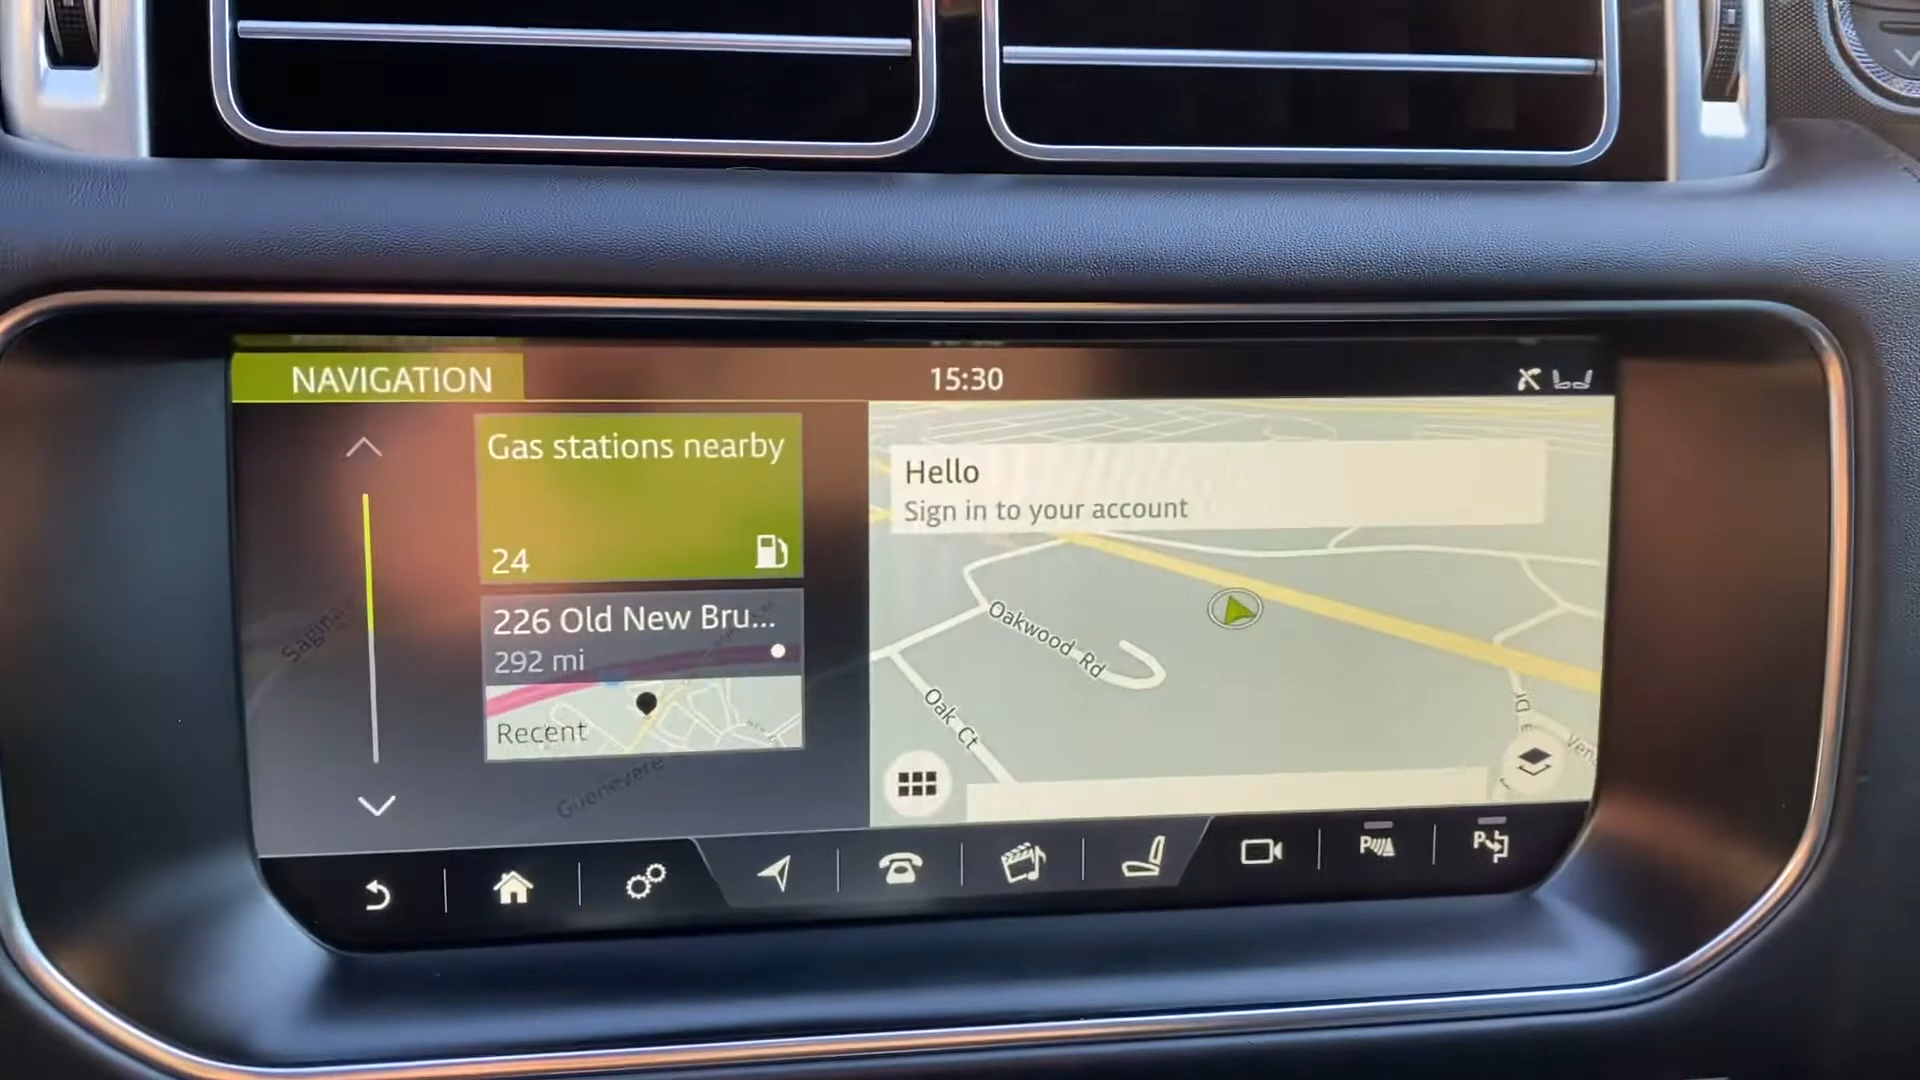 NAVIGATION
15:30
Gas stations nearby
24
226 Old New Bru...
292 mi
Recent
Guenevere
Hello
Sign in to your account
Oakwood Rd
Oak Ct